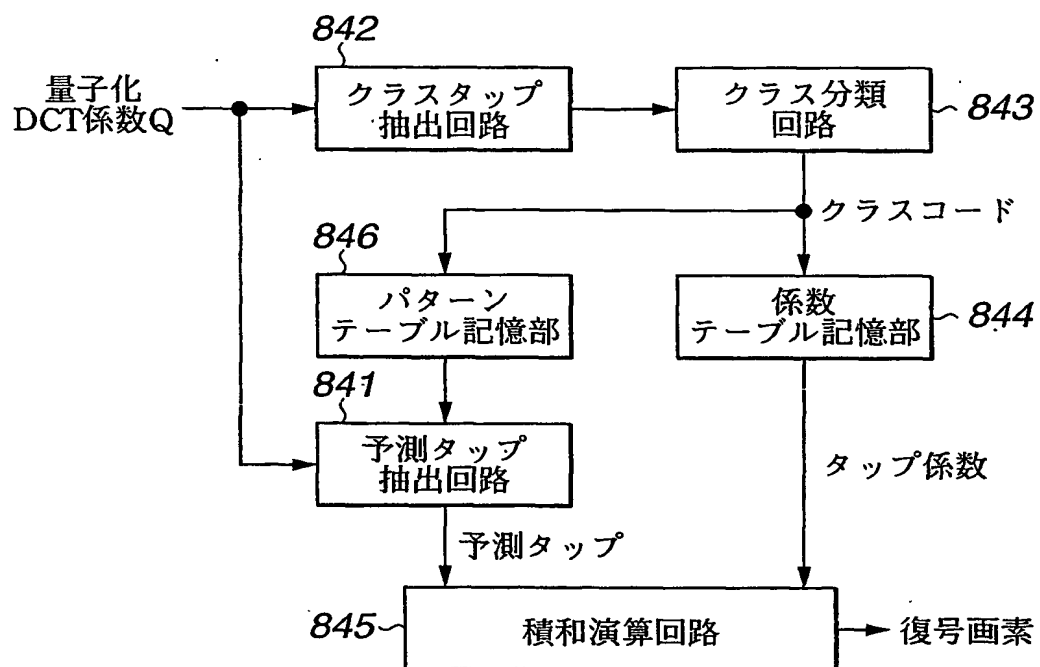 842
量子化
DCT係数Q
クラスタップ
抽出回路
クラス分類
回路
843
クラスコード
846
パターン
テーブル記憶部
係数
テーブル記憶部
844
841
予測タップ
抽出回路
タップ係数
予測タップ
845
積和演算回路
復号画素